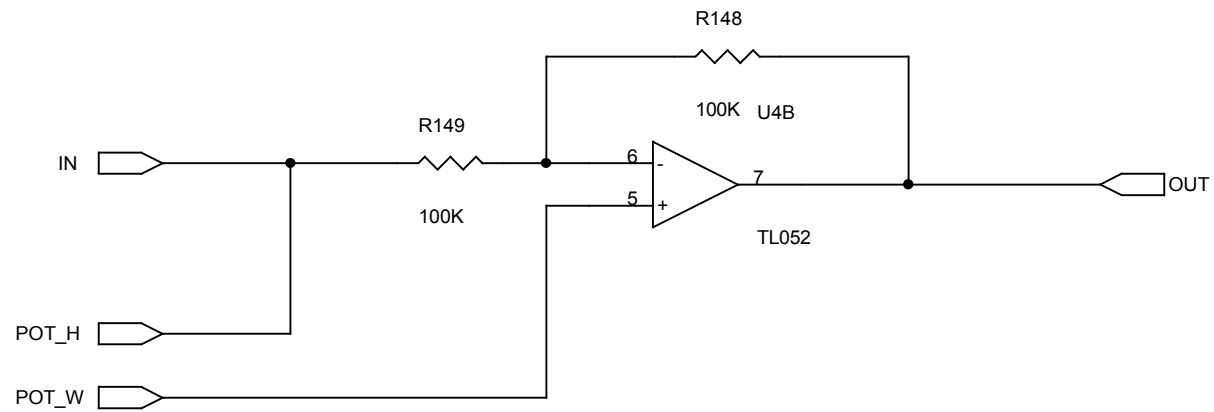 R148
100K U4B
R149
IN
6
-
7
OUT
5
+
100K
TL052
POT_H
POT_W